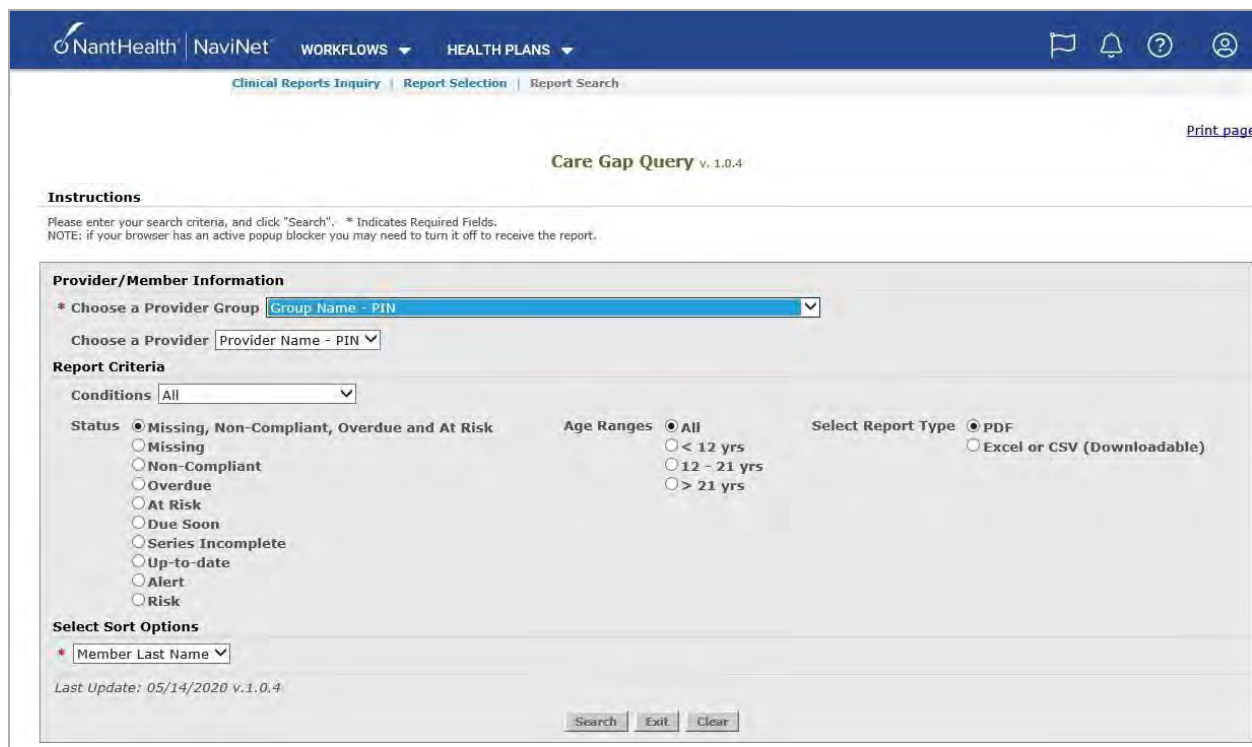 NantHealth® | NaviNet® WORKFLOWS HEALTH PLANS
Clinical Reports Inquiry | Report Selection | Report Search
Print page
Care Gap Query v. 1.0.4
Instructions
Please enter your search criteria, and click "Search". * Indicates Required Fields.
NOTE: if your browser has an active popup blocker you may need to turn it off to receive the report.
Provider/Member Information
* Choose a Provider Group Group Name - PIN
Choose a Provider Provider Name - PIN
Report Criteria
Conditions All
Status Missing, Non-Compliant, Overdue and At Risk Age Ranges All Select Report Type PDF
Missing < 12 yrs Excel or CSV (Downloadable)
Non-Compliant 12 - 21 yrs
Overdue > 21 yrs
At Risk
Due Soon
Series Incomplete
Up-to-date
Alert
Risk
Select Sort Options
* Member Last Name
Last Update: 05/14/2020 v.1.0.4
Search Exit Clear